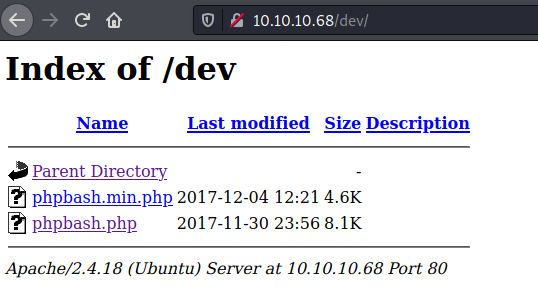 10.10.10.68/dev/
Index of /dev
Name Last modified Size Description
Parent Directory -
phpbash.min.php 2017-12-04 12:21 4.6K
phpbash.php 2017-11-30 23:56 8.1K
Apache/2.4.18 (Ubuntu) Server at 10.10.10.68 Port 80